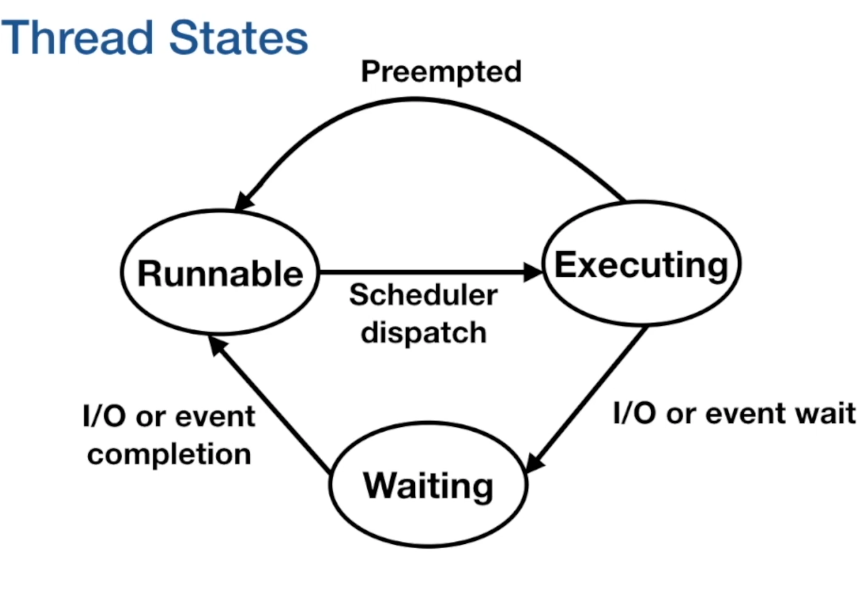 Thread States
Preempted
Runnable
Executing
Scheduler
dispatch
I/O or event
completion
I/O or event wait
Waiting